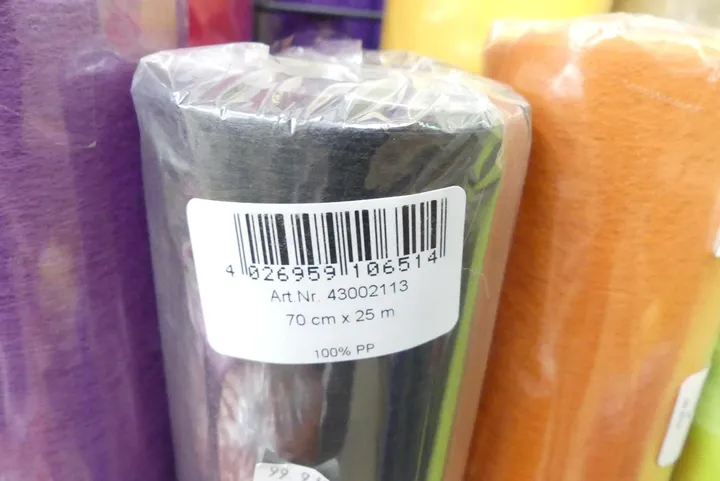 4 026959 106514
Art.Nr. 43002113
70 cm x 25 m
100% PP